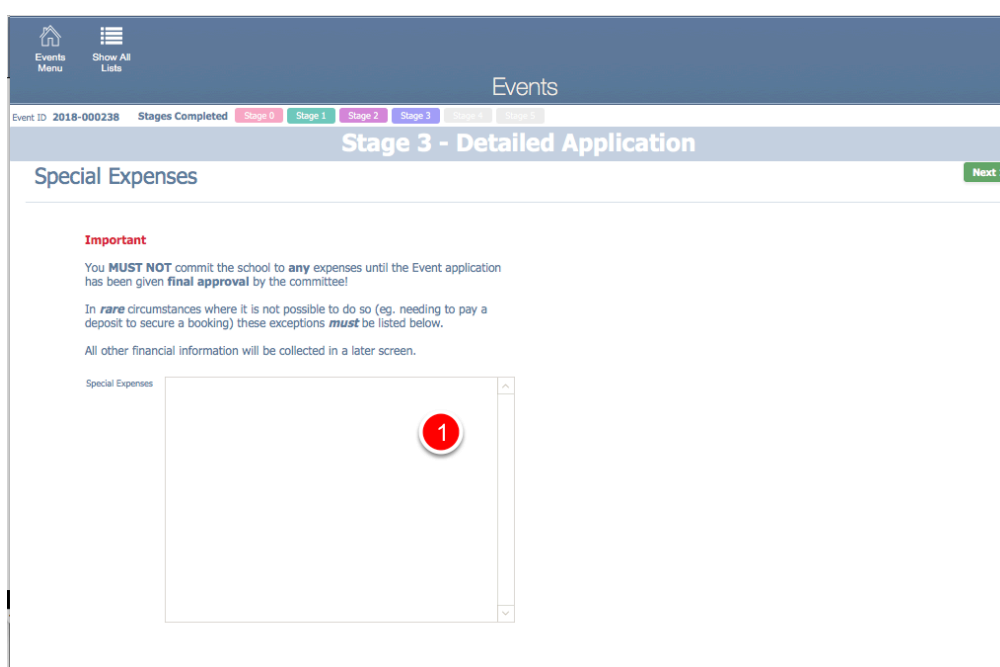 Events Menu
Show All Lists
Events
Event ID 2018-000238 Stages Completed Stage 0 Stage 1 Stage 2 Stage 3 Stage 4 Stage 5
Stage 3 - Detailed Application
Special Expenses
Next
Important
You MUST NOT commit the school to any expenses until the Event application
has been given final approval by the committee!
In rare circumstances where it is not possible to do so (eg. needing to pay a
deposit to secure a booking) these exceptions must be listed below.
All other financial information will be collected in a later screen.
Special Expenses
1